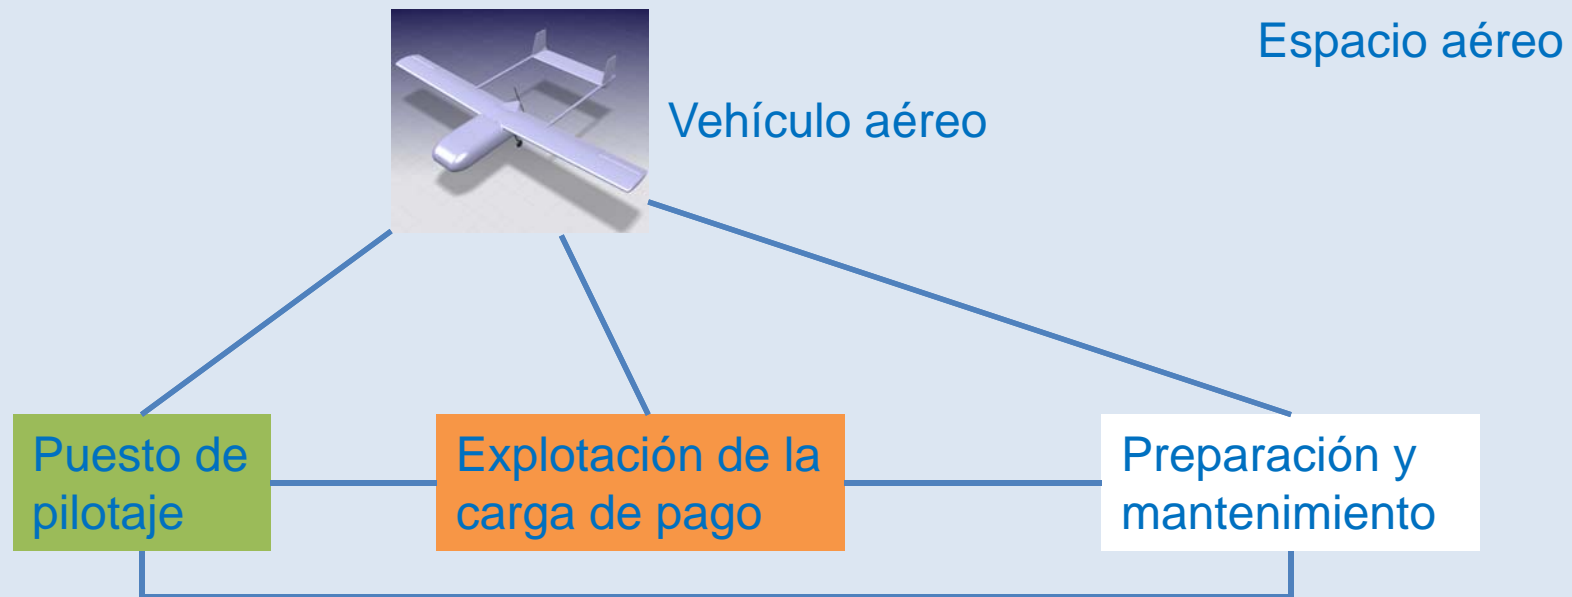 Espacio aéreo
Vehículo aéreo
Puesto de
pilotaje
Explotación de la
carga de pago
Preparación y
mantenimiento